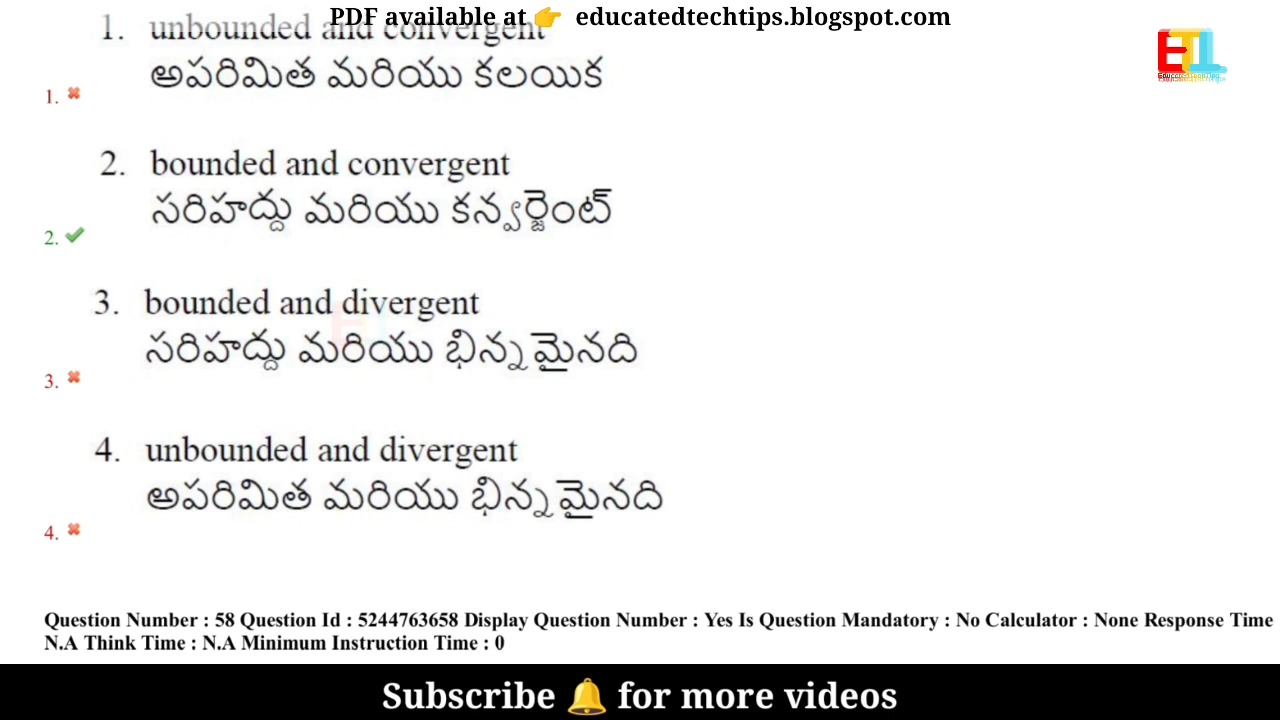 PDF available at 👉 educatedtechtips.blogspot.com
1. unbounded and convergent
అపరిమిత మరియు కలయిక
1. ✖
2. bounded and convergent
సరిహద్దు మరియు కన్వర్జెంట్
2. ✔
3. bounded and divergent
సరిహద్దు మరియు భిన్నమైనది
3. ✖
4. unbounded and divergent
అపరిమిత మరియు భిన్నమైనది
4. ✖
Question Number : 58 Question Id : 5244763658 Display Question Number : Yes Is Question Mandatory : No Calculator : None Response Time
N.A Think Time : N.A Minimum Instruction Time : 0
Subscribe 🔔 for more videos